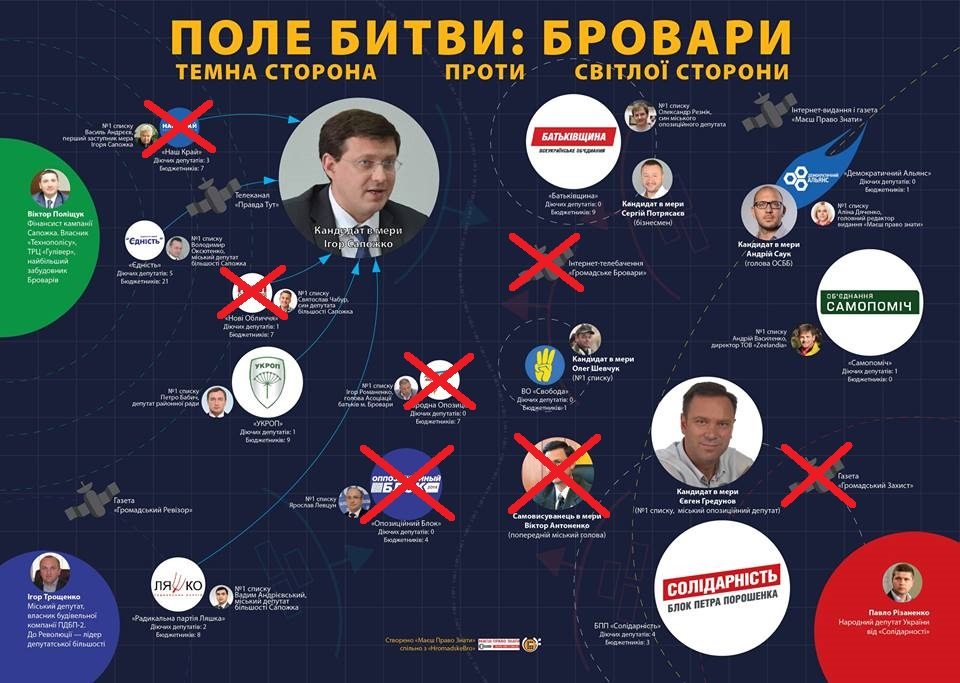 ПОЛЕ БИТВИ: БРОВАРИ
ТЕМНА СТОРОНА ПРОТИ СВІТЛОЇ СТОРОНИ
№1 списку
Василь Андреєв,
перший заступник мера
Ігоря Сапожка
«Наш Край»
Діючих депутатів: 3
Бюджетників: 7
Віктор Поліщук
Фінансист кампанії
Сапожка. Власник
«Технополісу»,
ТРЦ «Гулівер»,
найбільший
забудовник
Броварів
Телеканал
«Правда Тут»
"ЄДНІСТЬ"
«Єдність»
Діючих депутатів: 5
Бюджетників: 21
№1 списку
Володимир
Оксютенко,
міський депутат
більшості Сапожка
Кандидат в мери
Ігор Сапожко
«Нові Обличчя»
Діючих депутатів: 1
Бюджетників: 7
№1 списку
Святослав Чабур,
син депутата
більшості Сапожка
№1 списку
Петро Бабич,
депутат районної ради
УКРОП
«УКРОП»
Діючих депутатів: 1
Бюджетників: 9
№1 списку
Ігор Романенко,
голова Асоціації
батьків м. Бровари
Діючих депутатів: 0
Бюджетників: 7
Газета
«Громадський Ревізор»
№1 списку
Ярослав Левцун
ОППОЗИЦИОННЫЙ
БЛОК
«Опозиційний Блок»
Діючих депутатів: 0
Бюджетників: 4
Ігор Трощенко
Міський депутат,
власник будівельної
компанії ПДБП-2.
До Революції — лідер
депутатської більшості
ЛЯШКО
№1 списку
Вадим Андрієвський,
міський депутат
більшості Сапожка
«Радикальна партія Ляшка»
Діючих депутатів: 2
Бюджетників: 8
БАТЬКІВЩИНА
ВСЕУКРАЇНСЬКЕ ОБ'ЄДНАННЯ
«Батьківщина»
Діючих депутатів: 0
Бюджетників: 9
№1 списку
Олександр Резнік,
син міського
опозиційного депутата
Кандидат в мери
Сергій Потрясаєв
(бізнесмен)
Інтернет-видання і газета
«Маєш Право Знати»
ДЕМОКРАТИЧНИЙ
АЛЬЯНС
«Демократичний Альянс»
Діючих депутатів: 0
Бюджетників: 1
№1 списку
Аліна Дяченко,
головний редактор
видання «Маєш право знати»
Кандидат в мери
Андрій Саук
(голова ОСББ)
Інтернет-телебачення
«Громадське Бровари»
Кандидат в мери
Олег Шевчук
(№1 списку)
ВО «Свобода»
Діючих депутатів: 0
Бюджетників: 1
ОБ'ЄДНАННЯ
САМОПОМІЧ
№1 списку
Андрій Василенко,
директор ТОВ «Zeelandia»
«Самопоміч»
Діючих депутатів: 1
Бюджетників: 0
Самовисуванець в мери
Віктор Антоненко
(попередній міський голова)
Кандидат в мери
Євген Гредунов
(№1 списку, міський опозиційний депутат)
Газета
«Громадський Захист»
СОЛІДАРНІСТЬ
БЛОК ПЕТРА ПОРОШЕНКА
БПП «Солідарність»
Діючих депутатів: 4
Бюджетників: 3
Павло Різаненко
Народний депутат України
від «Солідарності»
Створено «Маєш Право Знати»
спільно з «HromadskeBro»